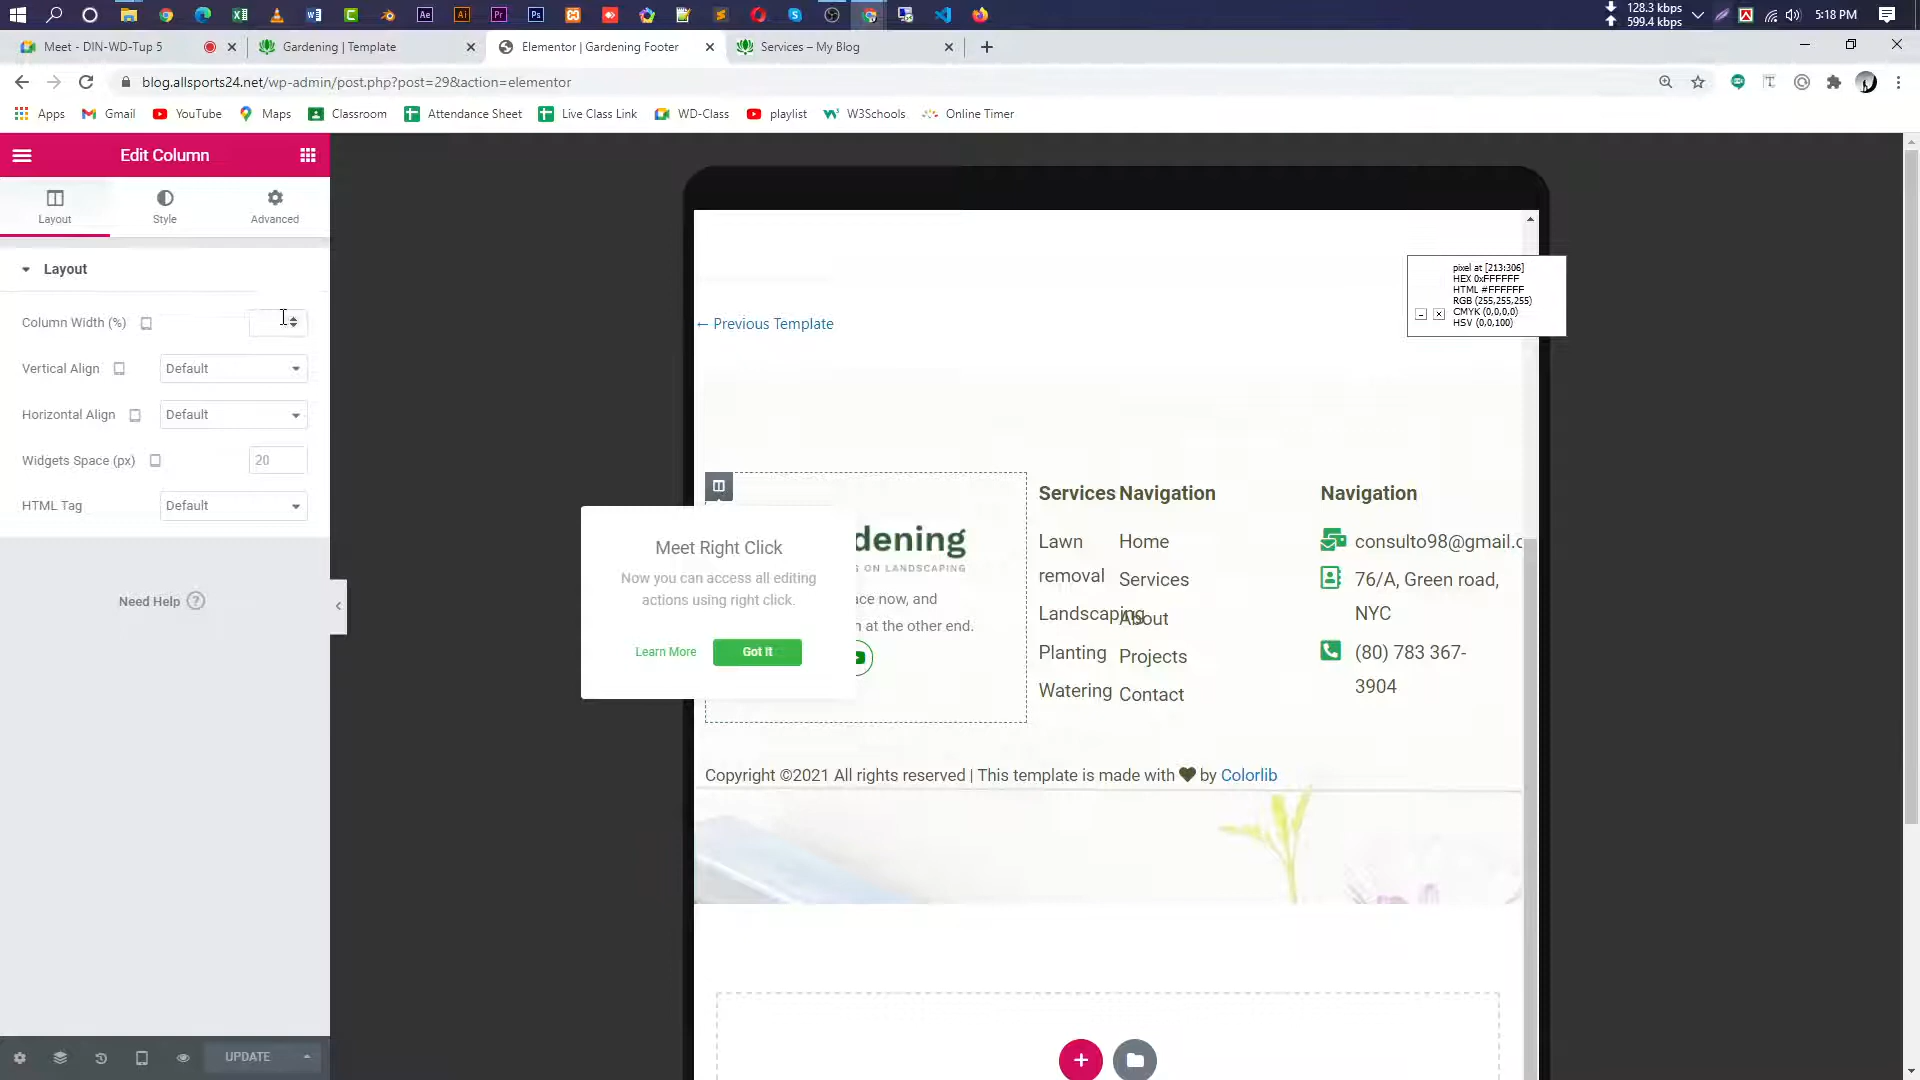 128.3 kbps
599.4 kbps
5:18 PM
Meet - DIN-WD-Tup 5
Gardening | Template
Elementor | Gardening Footer
Services – My Blog
blog.allsports24.net/wp-admin/post.php?post=29&action=elementor
Apps
Gmail
YouTube
Maps
Classroom
Attendance Sheet
Live Class Link
WD-Class
playlist
W3Schools
Online Timer
Edit Column
Layout
Style
Advanced
Layout
Column Width (%)
Vertical Align
Default
Horizontal Align
Default
Widgets Space (px)
20
HTML Tag
Default
Need Help
UPDATE
← Previous Template
pixel at [213:306]
HEX 0xFFFFFF
HTML #FFFFFF
RGB (255,255,255)
CMYK (0,0,0,0)
HSV (0,0,100)
Meet Right Click
Now you can access all editing
actions using right click.
Learn More
Got It
dening
S ON LANDSCAPING
ace now, and
n at the other end.
Services
Lawn
removal
Landscaping
Planting
Watering
Navigation
Home
Services
About
Projects
Contact
Navigation
consulto98@gmail.c
76/A, Green road,
NYC
(80) 783 367-
3904
Copyright ©2021 All rights reserved | This template is made with ♥ by Colorlib